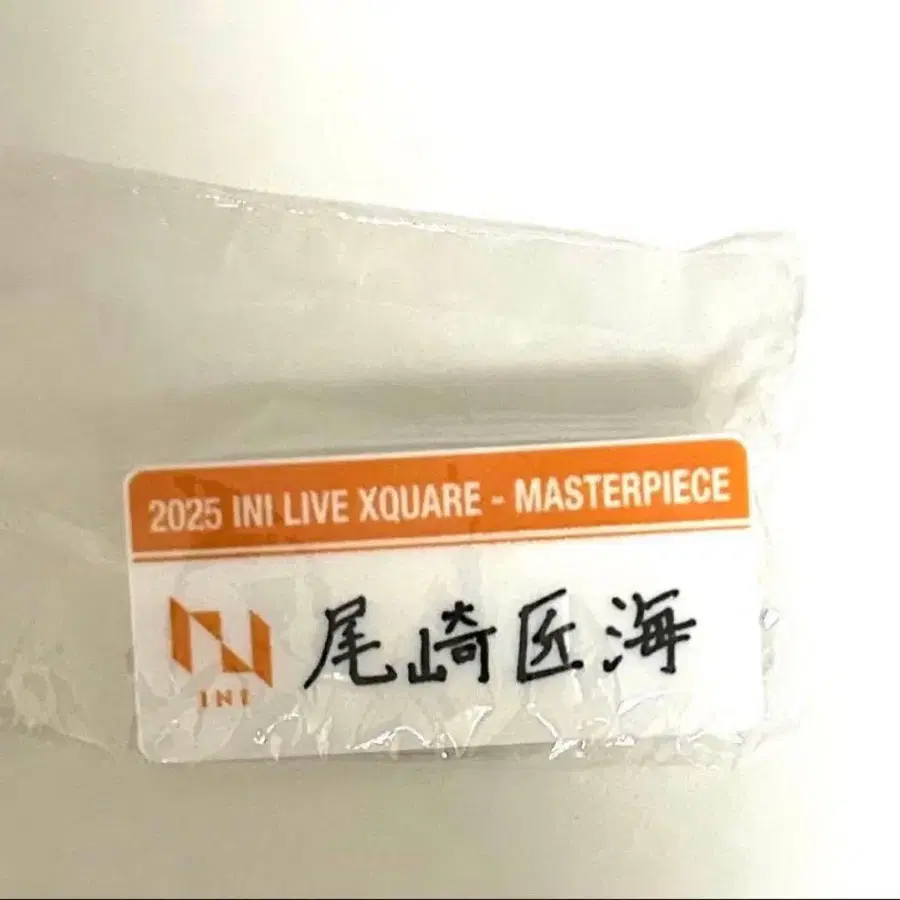 2025 INI LIVE XQUARE - MASTERPIECE
尾崎匠海
INI